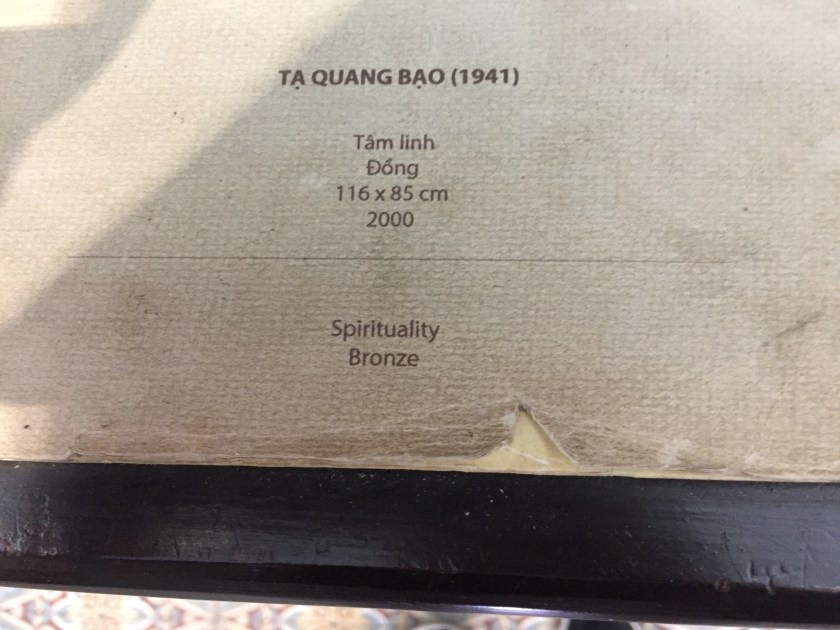 TẠ QUANG BẠO (1941)
Tâm linh
Đồng
116 x 85 cm
2000
Spirituality
Bronze